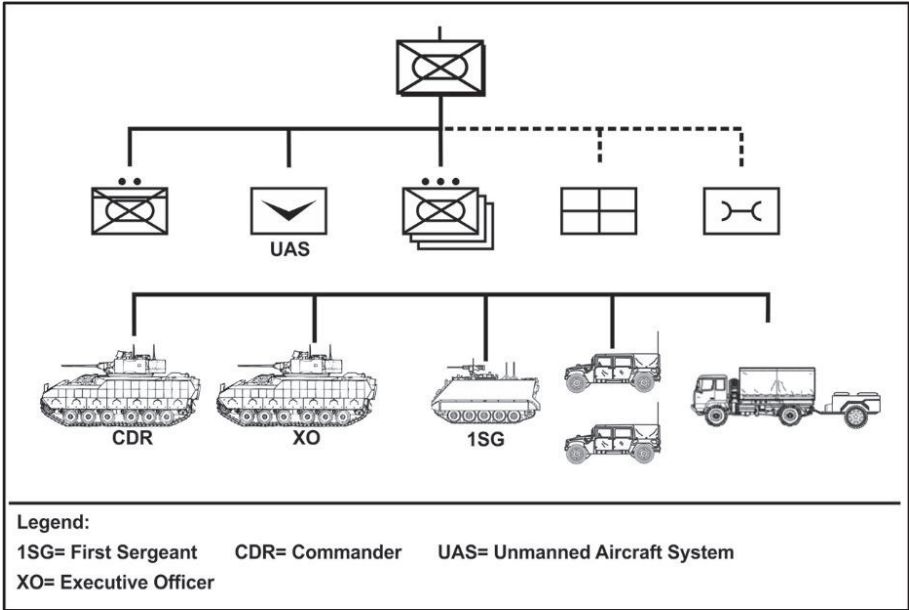 UAS
CDR
XO
1SG
Legend:
1SG= First Sergeant CDR= Commander UAS= Unmanned Aircraft System
XO= Executive Officer